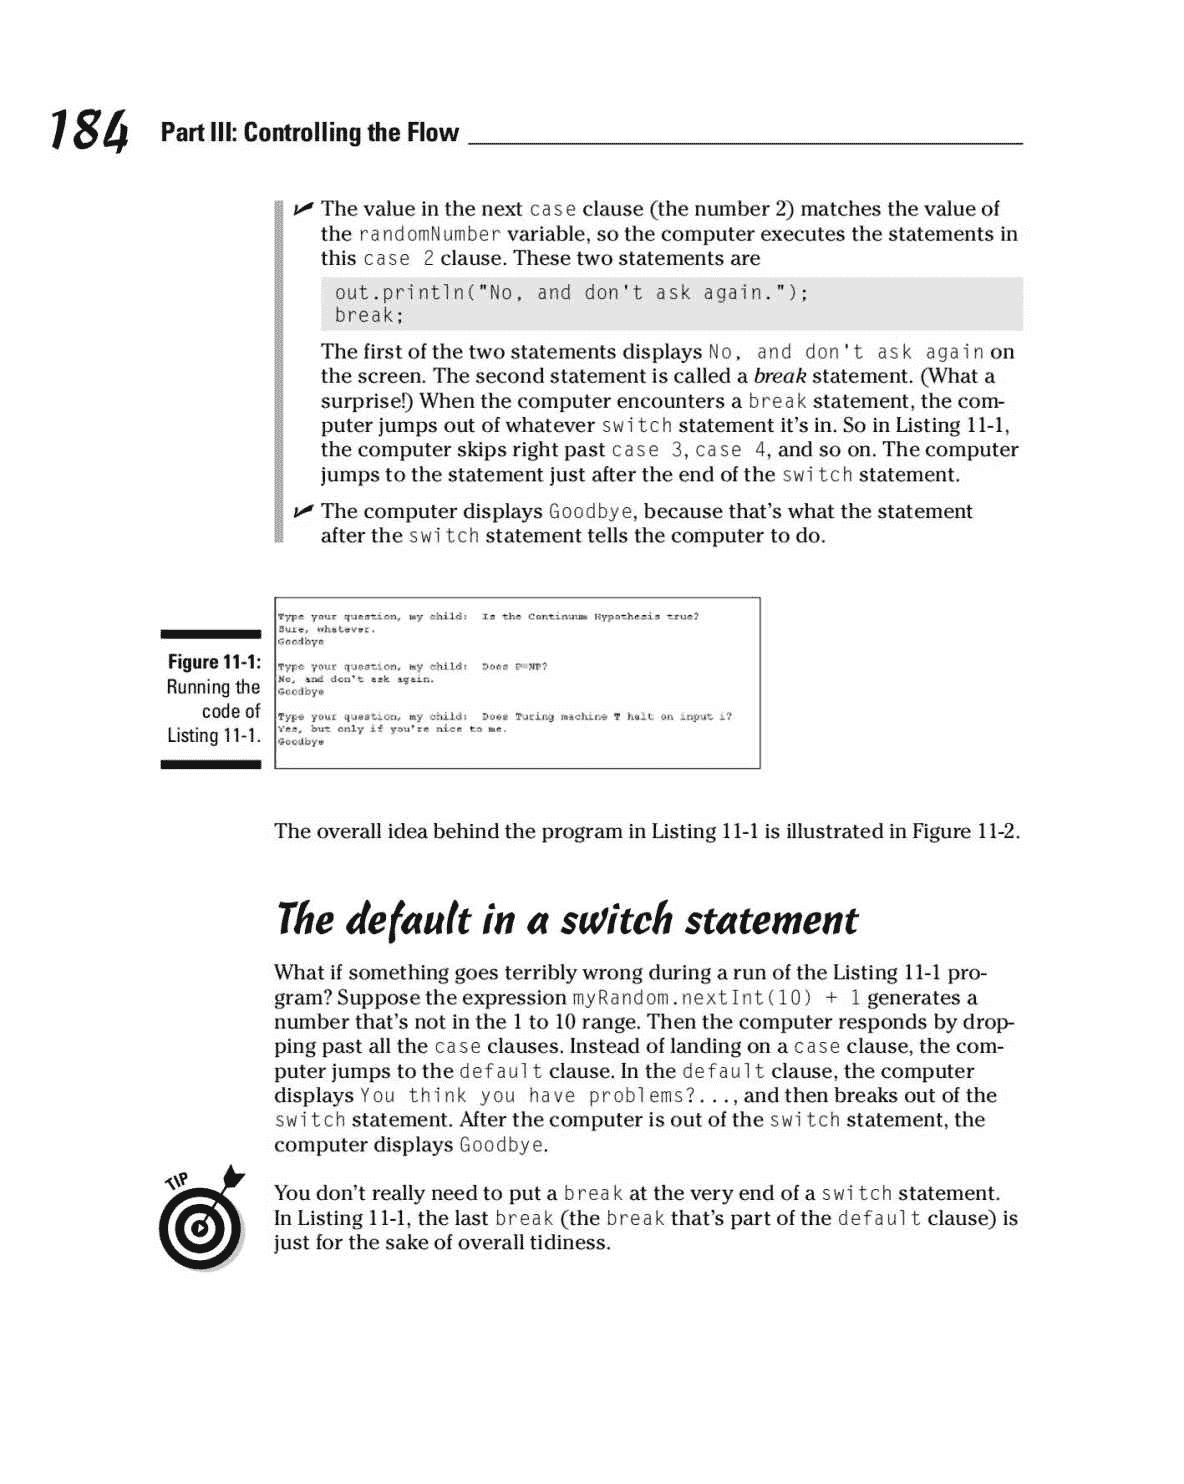 184 Part III: Controlling the Flow
✓ The value in the next case clause (the number 2) matches the value of
the randomNumber variable, so the computer executes the statements in
this case 2 clause. These two statements are
out.println("No, and don't ask again.");
break;
The first of the two statements displays No, and don't ask again on
the screen. The second statement is called a break statement. (What a
surprise!) When the computer encounters a break statement, the com-
puter jumps out of whatever switch statement it's in. So in Listing 11-1,
the computer skips right past case 3, case 4, and so on. The computer
jumps to the statement just after the end of the switch statement.
✓ The computer displays Goodbye, because that's what the statement
after the switch statement tells the computer to do.
Figure 11-1:
Running the
code of
Listing 11-1.
Type your question, my child:  Is the Continuum Hypothesis true?
Sure, whatever.
Goodbye
Type your question, my child:  Does P=NP?
No, and don't ask again.
Goodbye
Type your question, my child:  Does Turing machine T halt on input i?
Yes, but only if you're nice to me.
Goodbye
The overall idea behind the program in Listing 11-1 is illustrated in Figure 11-2.
The default in a switch statement
What if something goes terribly wrong during a run of the Listing 11-1 pro-
gram? Suppose the expression myRandom.nextInt(10) + 1 generates a
number that's not in the 1 to 10 range. Then the computer responds by drop-
ping past all the case clauses. Instead of landing on a case clause, the com-
puter jumps to the default clause. In the default clause, the computer
displays You think you have problems?..., and then breaks out of the
switch statement. After the computer is out of the switch statement, the
computer displays Goodbye.
TIP
You don't really need to put a break at the very end of a switch statement.
In Listing 11-1, the last break (the break that's part of the default clause) is
just for the sake of overall tidiness.